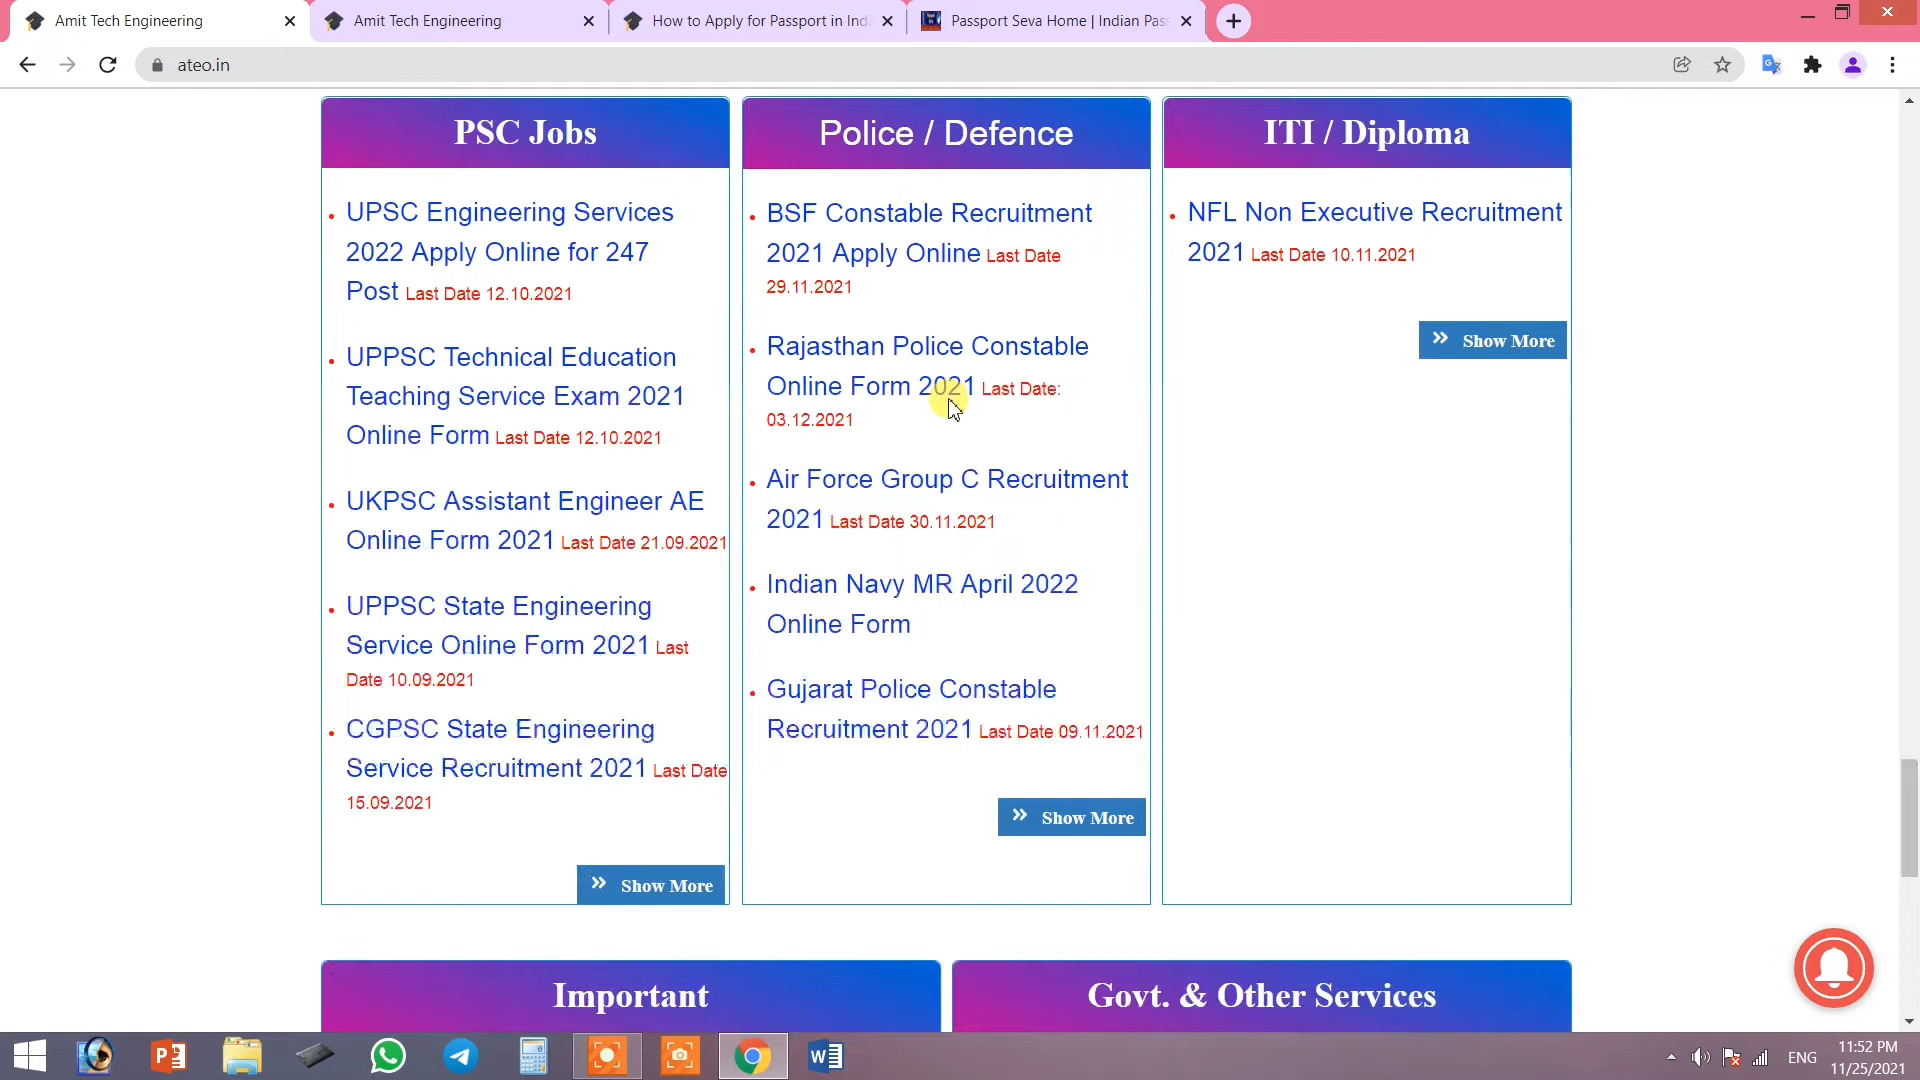 Amit Tech Engineering
Amit Tech Engineering
How to Apply for Passport in Indi
Passport Seva Home | Indian Pas
ateo.in
PSC Jobs
UPSC Engineering Services
2022 Apply Online for 247
Post Last Date 12.10.2021
UPPSC Technical Education
Teaching Service Exam 2021
Online Form Last Date 12.10.2021
UKPSC Assistant Engineer AE
Online Form 2021 Last Date 21.09.2021
UPPSC State Engineering
Service Online Form 2021 Last
Date 10.09.2021
CGPSC State Engineering
Service Recruitment 2021 Last Date
15.09.2021
Show More
Police / Defence
BSF Constable Recruitment
2021 Apply Online Last Date
29.11.2021
Rajasthan Police Constable
Online Form 2021 Last Date:
03.12.2021
Air Force Group C Recruitment
2021 Last Date 30.11.2021
Indian Navy MR April 2022
Online Form
Gujarat Police Constable
Recruitment 2021 Last Date 09.11.2021
Show More
ITI / Diploma
NFL Non Executive Recruitment
2021 Last Date 10.11.2021
Show More
Important
Govt. & Other Services
ENG
11:52 PM
11/25/2021